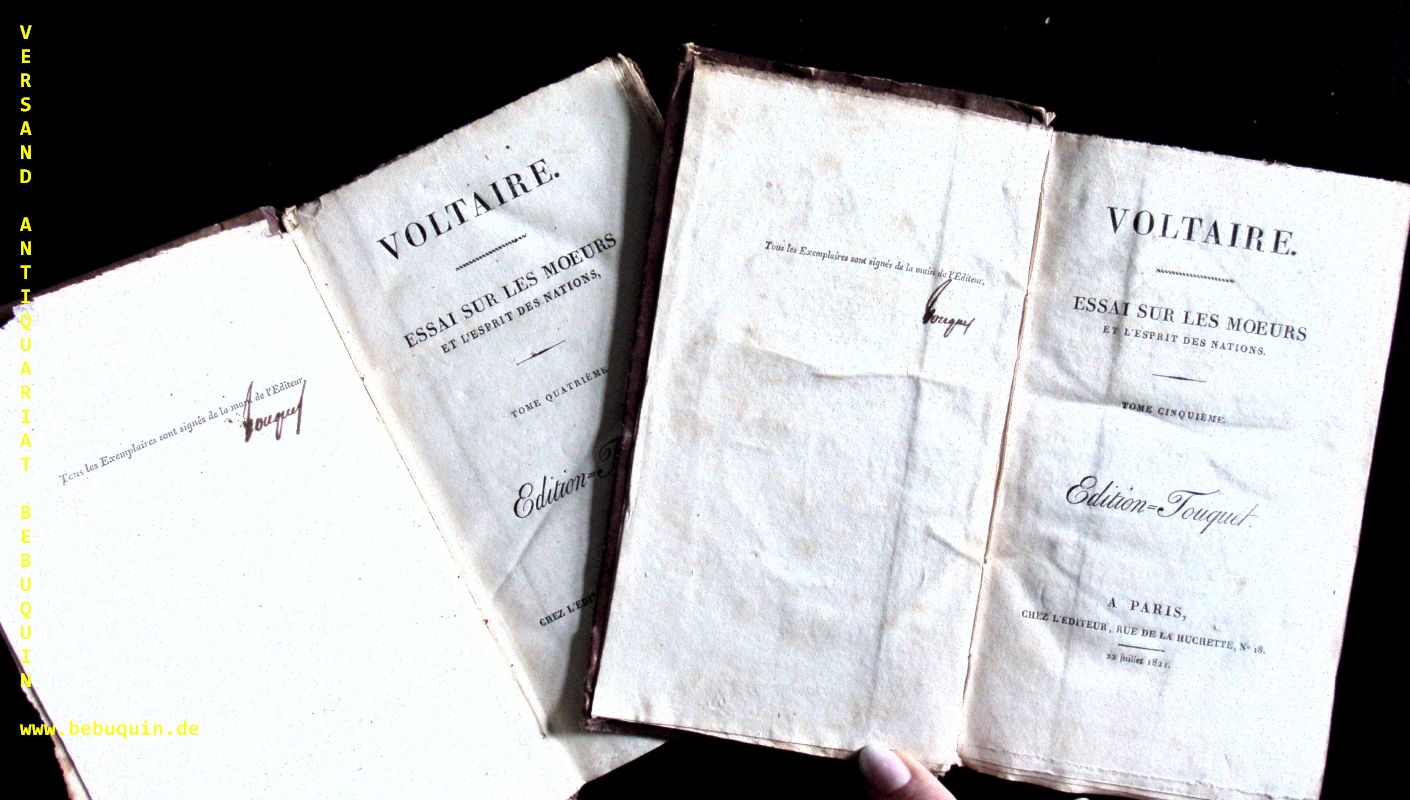 VERSAND ANTIQUARIAT BEBUQUIN
www.bebuquin.de
Tous les Exemplaires sont signés de la main de l'Editeur
Touquet
VOLTAIRE.
ESSAI SUR LES MOEURS
ET L'ESPRIT DES NATIONS,
TOME QUATRIÈME
Edition=T
CHEZ L'EDIT
Tous les Exemplaires sont signés de la main de l'Editeur,
Touquet
VOLTAIRE.
ESSAI SUR LES MOEURS
ET L'ESPRIT DES NATIONS.
TOME CINQUIÈME.
Edition=Touquet.
A PARIS,
CHEZ L'EDITEUR, RUE DE LA HUCHETTE, No 18.
22 juillet 1821.